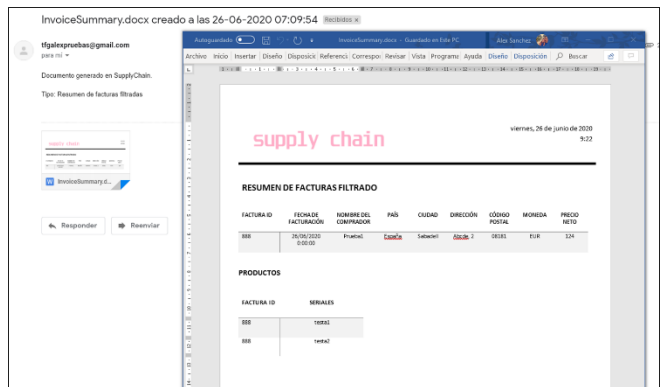 InvoiceSummary.docx creado a las 26-06-2020 07:09:54 Recibidos x
tfgalexpruebas@gmail.com
para mí
Documento generado en SupplyChain.
Tipo: Resumen de facturas filtradas
InvoiceSummary.d...
Responder Reenviar
Autoguardado InvoiceSummary.docx - Guardado en Este PC Alex Sanchez
Archivo Inicio Insertar Diseño Disposició Referenci Correspo Revisar Vista Programa Ayuda Diseño Disposición Buscar
supply chain
viernes, 26 de junio de 2020
9:22
RESUMEN DE FACTURAS FILTRADO
FACTURA ID FECHA DE FACTURACIÓN NOMBRE DEL COMPRADOR PAÍS CIUDAD DIRECCIÓN CÓDIGO POSTAL MONEDA PRECIO NETO
888 26/06/2020 0:00:00 Prueba1 España Sabadell Abcde, 2 08181 EUR 124
PRODUCTOS
FACTURA ID SERIALES
888 testa1
888 testa2